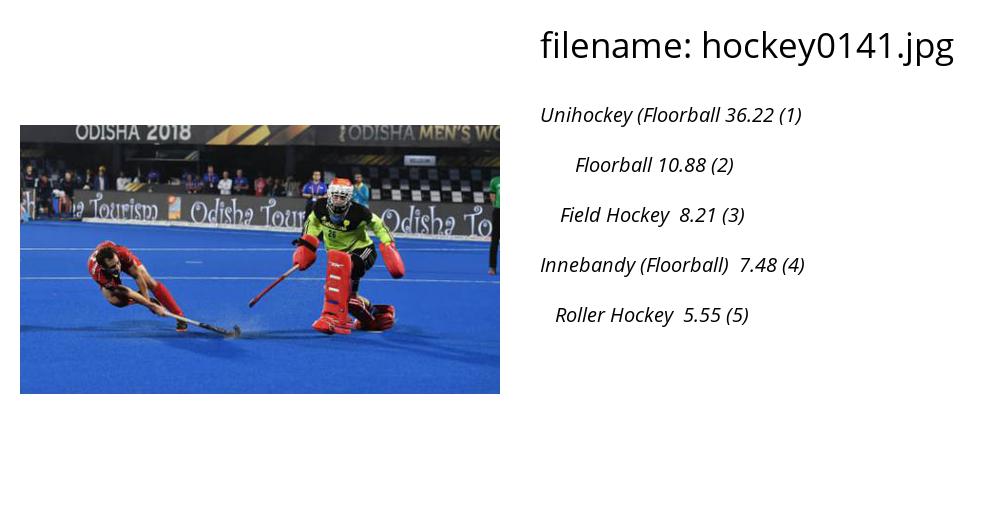 filename: hockey0141.jpg
Unihockey (Floorball 36.22 (1)
Floorball 10.88 (2)
Field Hockey 8.21 (3)
Innebandy (Floorball) 7.48 (4)
Roller Hockey 5.55 (5)
ODISHA 2018
ODISHA MEN'S WO
a Tourism
Odisha Tour
Odisha To
26